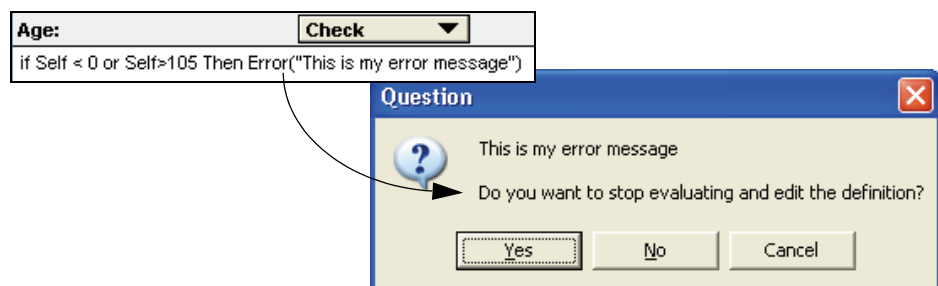 Age: Check
if Self < 0 or Self>105 Then Error("This is my error message")
Question
This is my error message
Do you want to stop evaluating and edit the definition?
Yes No Cancel